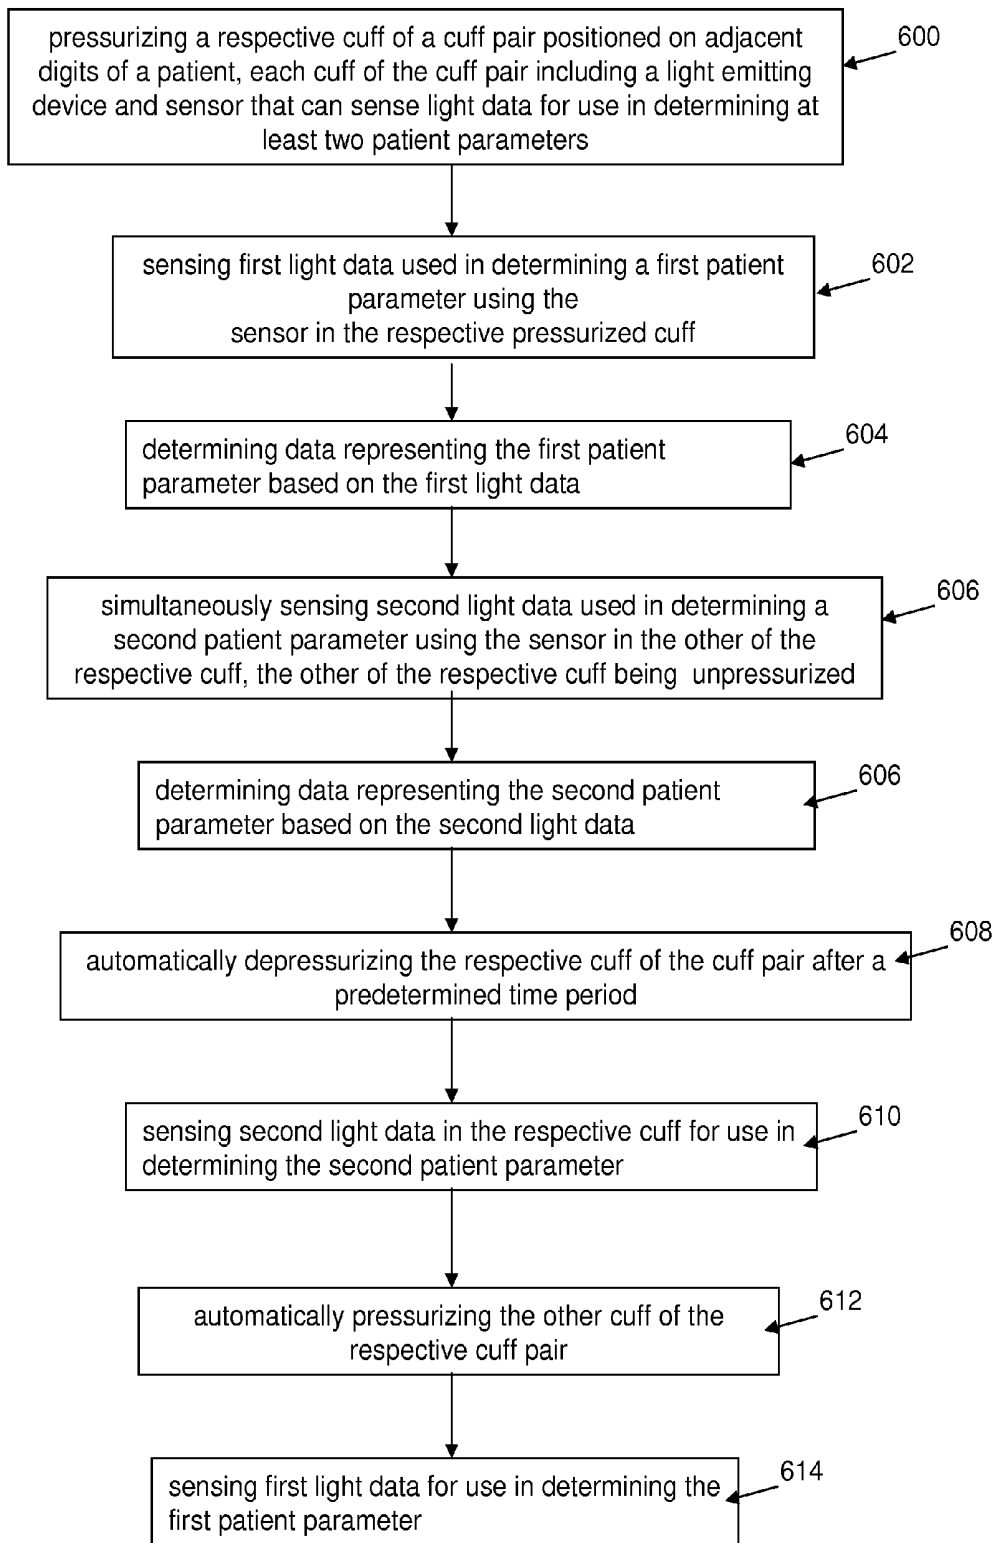 pressurizing a respective cuff of a cuff pair positioned on adjacent
digits of a patient, each cuff of the cuff pair including a light emitting
device and sensor that can sense light data for use in determining at
least two patient parameters
600
sensing first light data used in determining a first patient
parameter using the
sensor in the respective pressurized cuff
602
determining data representing the first patient
parameter based on the first light data
604
simultaneously sensing second light data used in determining a
second patient parameter using the sensor in the other of the
respective cuff, the other of the respective cuff being unpressurized
606
determining data representing the second patient
parameter based on the second light data
606
automatically depressurizing the respective cuff of the cuff pair after a
predetermined time period
608
sensing second light data in the respective cuff for use in
determining the second patient parameter
610
automatically pressurizing the other cuff of the
respective cuff pair
612
sensing first light data for use in determining the
first patient parameter
614